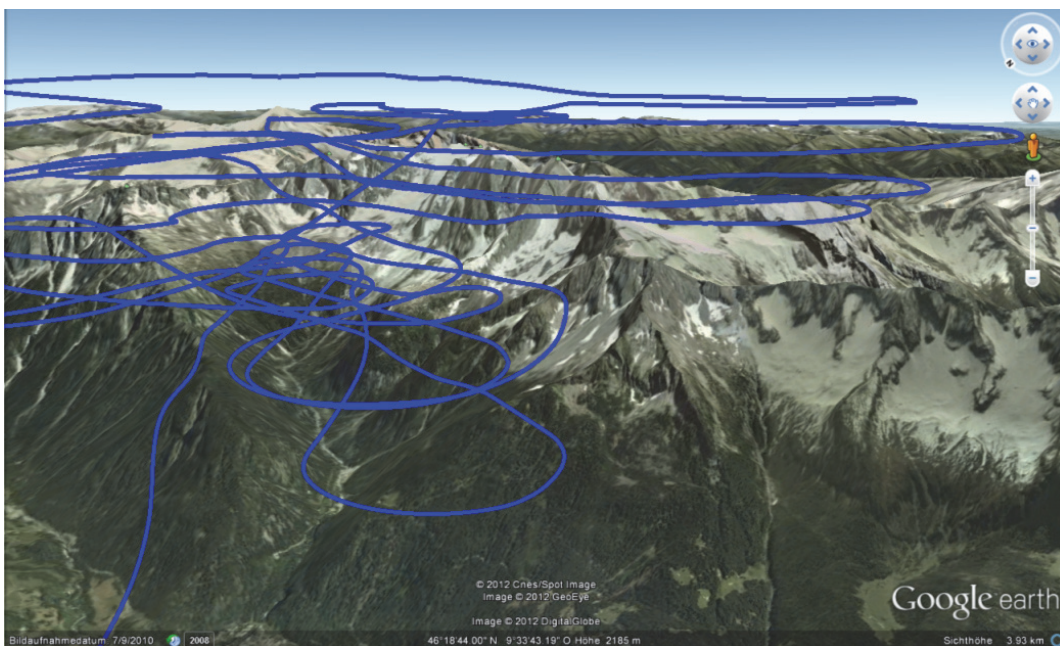 N
© 2012 Cnes/Spot Image
Image © 2012 GeoEye
Image © 2012 DigitalGlobe
Google earth
Bildaufnahmedatum 7/9/2010 2008 46°18'44.00" N 9°33'43.19" O Höhe 2185 m Sichthöhe 3.93 km